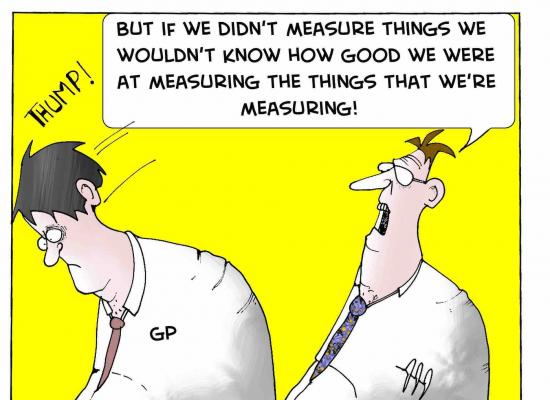 BUT IF WE DIDN'T MEASURE THINGS WE
WOULDN'T KNOW HOW GOOD WE WERE
AT MEASURING THE THINGS THAT WE'RE
MEASURING!
THUMP!
GP